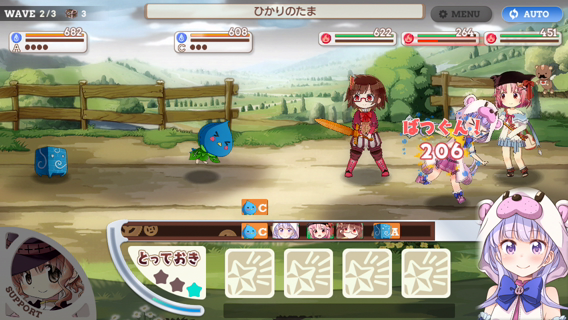 WAVE 2/3 3
ひかりのたま
MENU
AUTO
682
A
608
C
622
264
451
ばつぐん!
206
C
C
A
とっておき
SUPPORT